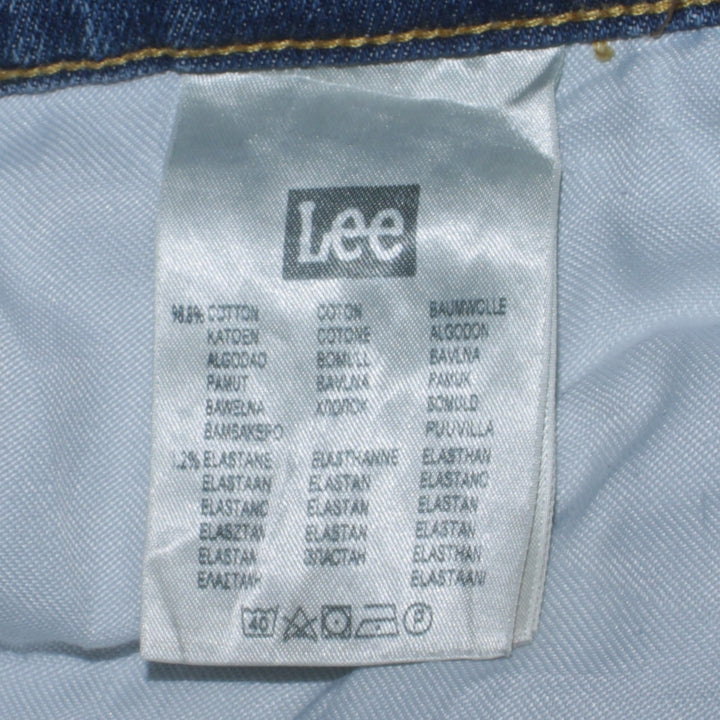 Lee
98.8% COTTON COTON BAUMWOLLE
KATOEN COTONE ALGODON
ALGODAO BOMULL BAVLNA
PAMUT BAVLNA PAMUK
BAWELNA ХЛОПОК BOMULD
BAMBAKEPO PUUVILLA
1.2% ELASTANE ELASTHANNE ELASTHAN
ELASTAAN ELASTAN ELASTANO
ELASTANO ELASTAN ELASTAN
ELASZTAN ELASTAN ELASTAN
ELASTAN ЭЛАСТАН ELASTHAN
ΕΛΑΣΤΑΝΗ ELASTAANI
40 P